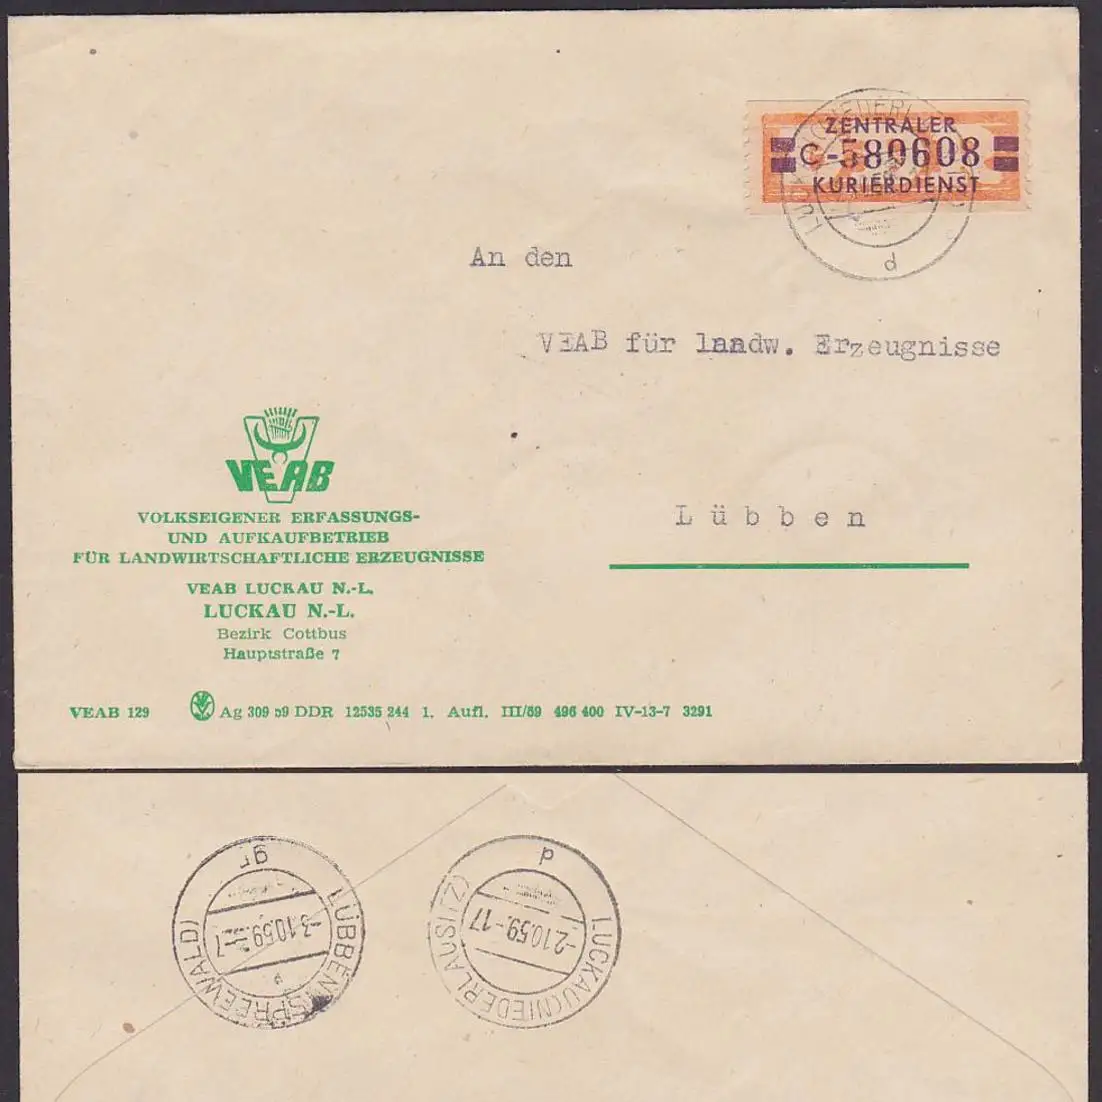 ZENTRALER
C-580608
KURIERDIENST
d
An den
VEAB für landw. Erzeugnisse
Lübben
VEAB
VOLKSEIGENER ERFASSUNGS-
UND AUFKAUFBETRIEB
FÜR LANDWIRTSCHAFTLICHE ERZEUGNISSE
VEAB LUCKAU N.-L.
LUCKAU N.-L.
Bezirk Cottbus
Hauptstraße 7
VEAB 129 Ag 309 59 DDR 12535 244 1. Aufl. III/59 496 400 IV-13-7 3291
LÜBBEN (SPREEWALD)
-3.10.59.
gr
LUCKAU (NIEDERLAUSITZ)
-2.10.59.-17
d